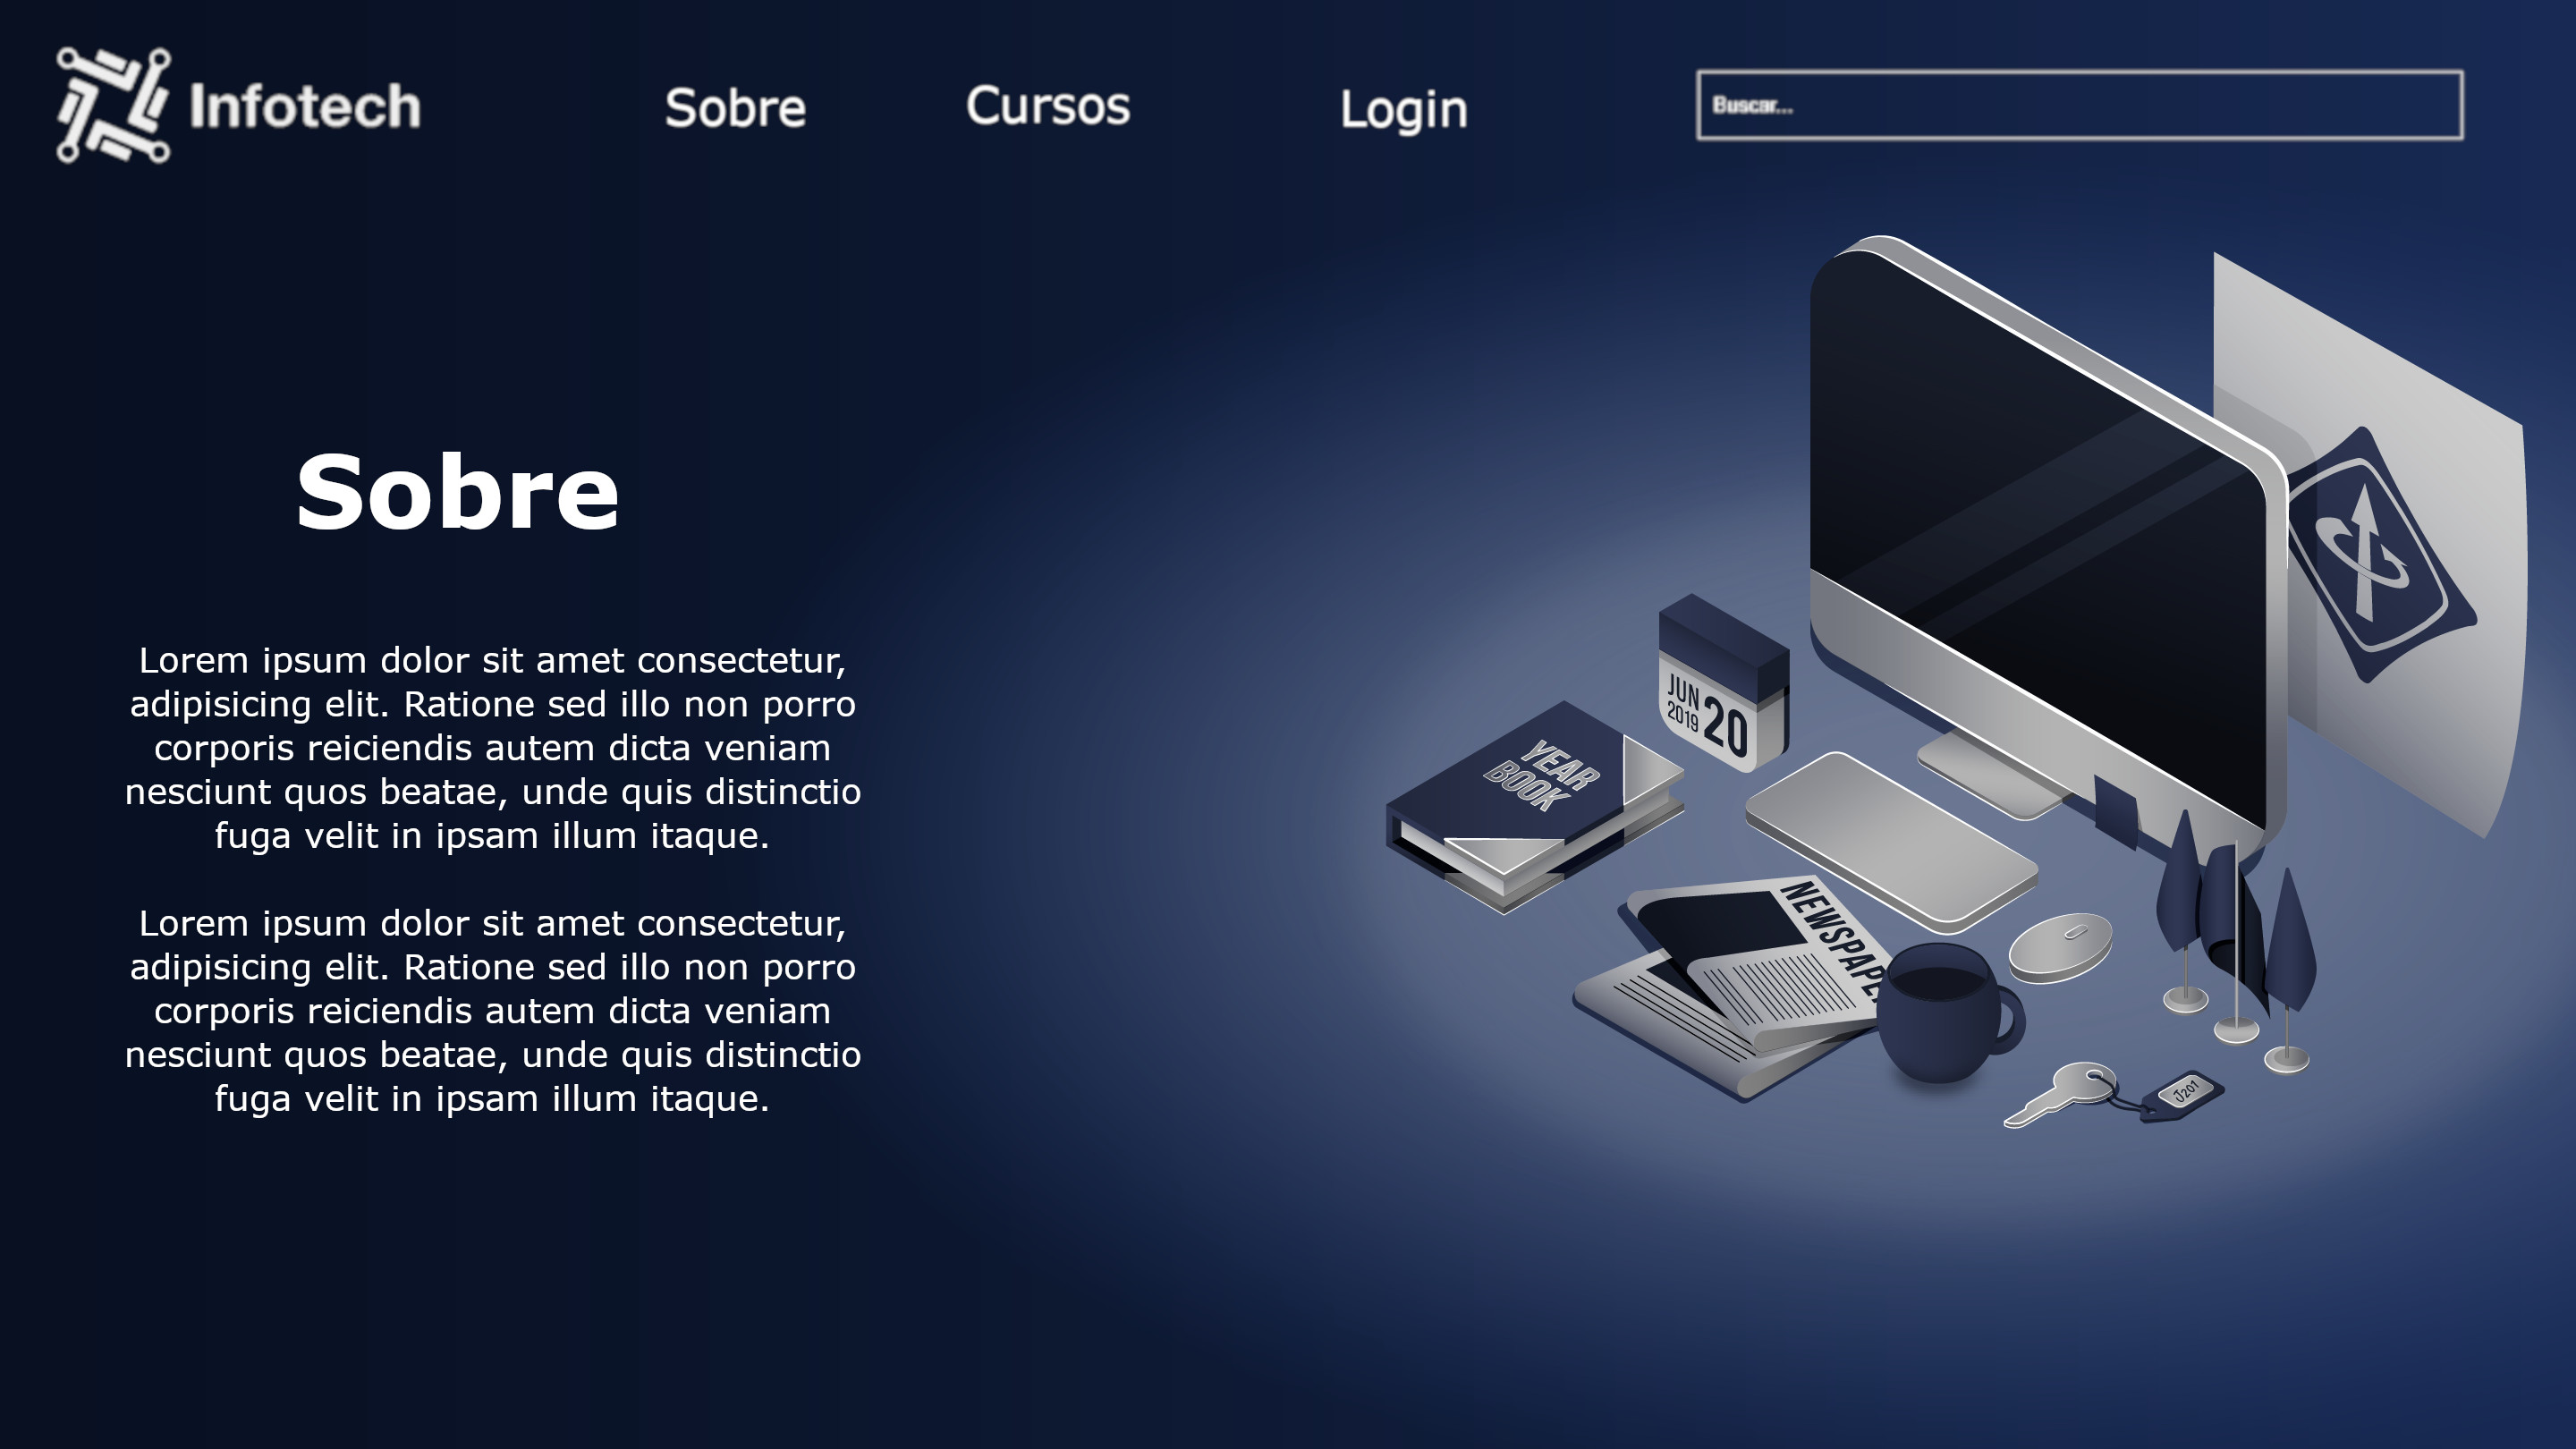 Infotech
Sobre
Cursos
Login
Buscar...
Sobre
Lorem ipsum dolor sit amet consectetur,
adipisicing elit. Ratione sed illo non porro
corporis reiciendis autem dicta veniam
nesciunt quos beatae, unde quis distinctio
fuga velit in ipsam illum itaque.
Lorem ipsum dolor sit amet consectetur,
adipisicing elit. Ratione sed illo non porro
corporis reiciendis autem dicta veniam
nesciunt quos beatae, unde quis distinctio
fuga velit in ipsam illum itaque.
JUN
2019 20
YEAR
BOOK
NEWSPAPE
J201